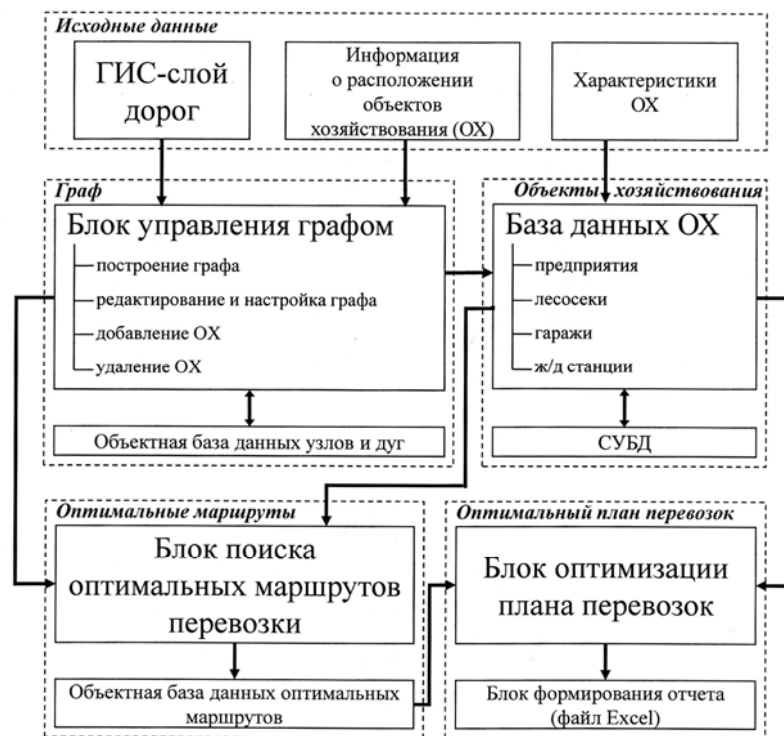 Исходные данные
ГИС-слой
дорог
Информация
о расположении
объектов
хозяйствования (ОХ)
Характеристики
ОХ
Граф
Блок управления графом
построение графа
редактирование и настройка графа
добавление ОХ
удаление ОХ
Объектная база данных узлов и дуг
Объекты хозяйствования
База данных ОХ
предприятия
лесосеки
гаражи
ж/д станции
СУБД
Оптимальные маршруты
Блок поиска
оптимальных маршрутов
перевозки
Объектная база данных оптимальных
маршрутов
Оптимальный план перевозок
Блок оптимизации
плана перевозок
Блок формирования отчета
(файл Excel)